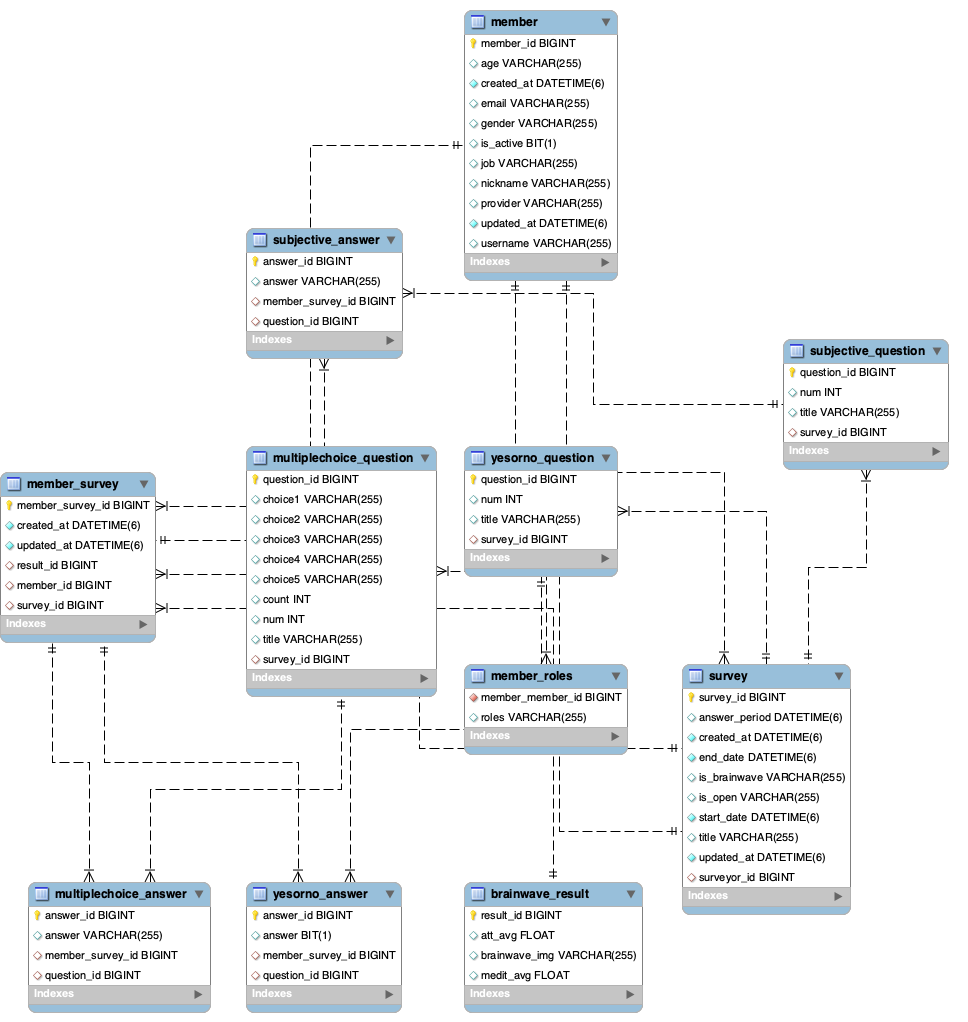 member
member_id BIGINT
age VARCHAR(255)
created_at DATETIME(6)
email VARCHAR(255)
gender VARCHAR(255)
is_active BIT(1)
job VARCHAR(255)
nickname VARCHAR(255)
provider VARCHAR(255)
updated_at DATETIME(6)
username VARCHAR(255)
Indexes
subjective_answer
answer_id BIGINT
answer VARCHAR(255)
member_survey_id BIGINT
question_id BIGINT
Indexes
subjective_question
question_id BIGINT
num INT
title VARCHAR(255)
survey_id BIGINT
Indexes
member_survey
member_survey_id BIGINT
created_at DATETIME(6)
updated_at DATETIME(6)
result_id BIGINT
member_id BIGINT
survey_id BIGINT
Indexes
multiplechoice_question
question_id BIGINT
choice1 VARCHAR(255)
choice2 VARCHAR(255)
choice3 VARCHAR(255)
choice4 VARCHAR(255)
choice5 VARCHAR(255)
count INT
num INT
title VARCHAR(255)
survey_id BIGINT
Indexes
yesorno_question
question_id BIGINT
num INT
title VARCHAR(255)
survey_id BIGINT
Indexes
member_roles
member_member_id BIGINT
roles VARCHAR(255)
Indexes
survey
survey_id BIGINT
answer_period DATETIME(6)
created_at DATETIME(6)
end_date DATETIME(6)
is_brainwave VARCHAR(255)
is_open VARCHAR(255)
start_date DATETIME(6)
title VARCHAR(255)
updated_at DATETIME(6)
surveyor_id BIGINT
Indexes
multiplechoice_answer
answer_id BIGINT
answer VARCHAR(255)
member_survey_id BIGINT
question_id BIGINT
Indexes
yesorno_answer
answer_id BIGINT
answer BIT(1)
member_survey_id BIGINT
question_id BIGINT
Indexes
brainwave_result
result_id BIGINT
att_avg FLOAT
brainwave_img VARCHAR(255)
medit_avg FLOAT
Indexes